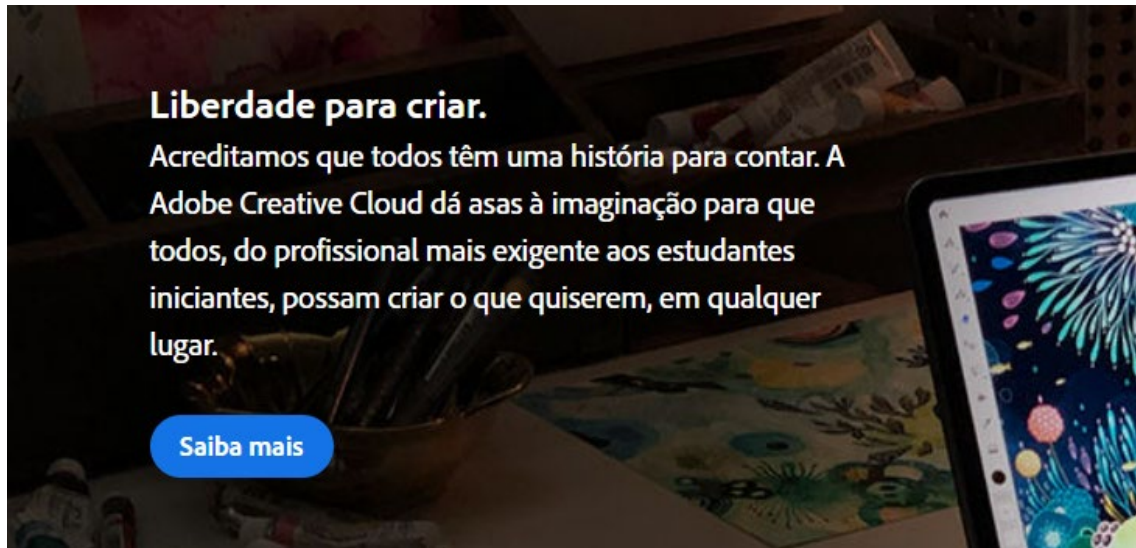 Liberdade para criar.
Acreditamos que todos têm uma história para contar. A
Adobe Creative Cloud dá asas à imaginação para que
todos, do profissional mais exigente aos estudantes
iniciantes, possam criar o que quiserem, em qualquer
lugar.
Saiba mais